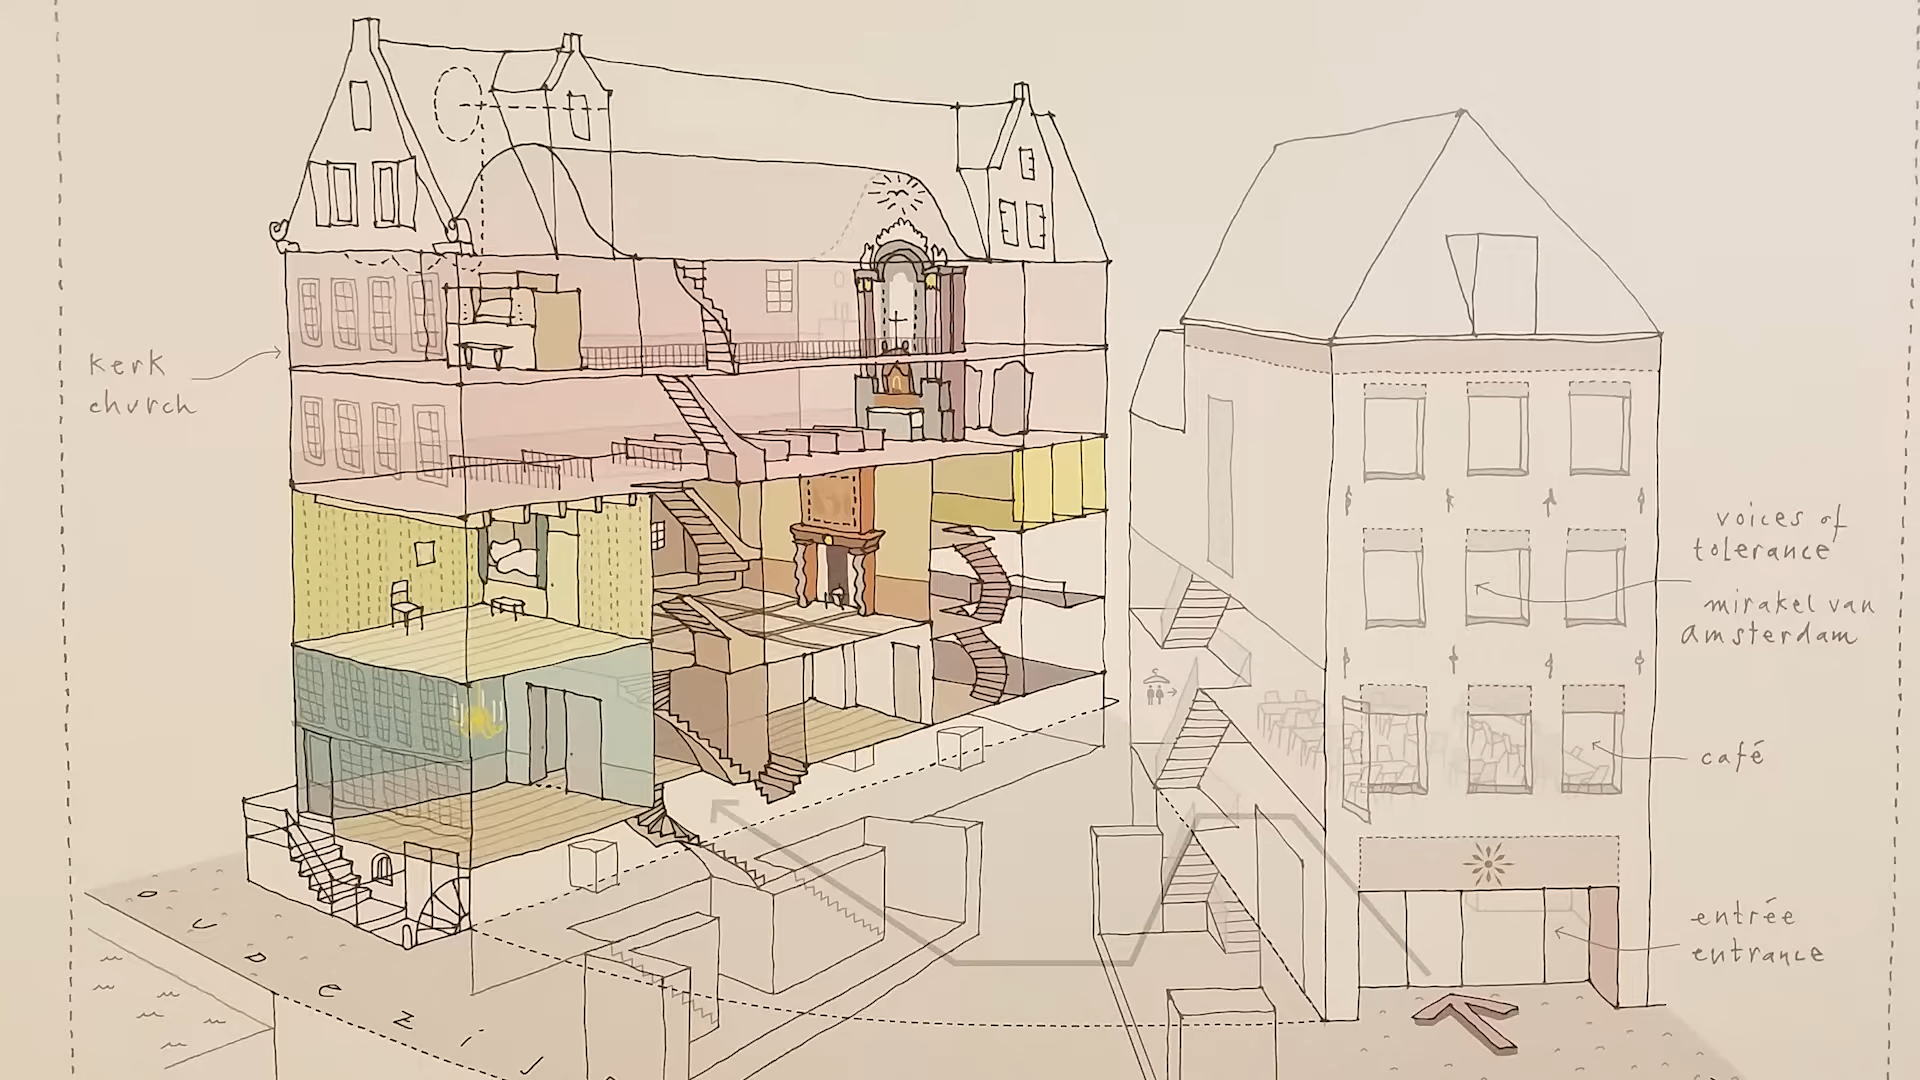 kerk
church
voices of
tolerance
mirakel van
amsterdam
café
entrée
entrance
o u d e z i j